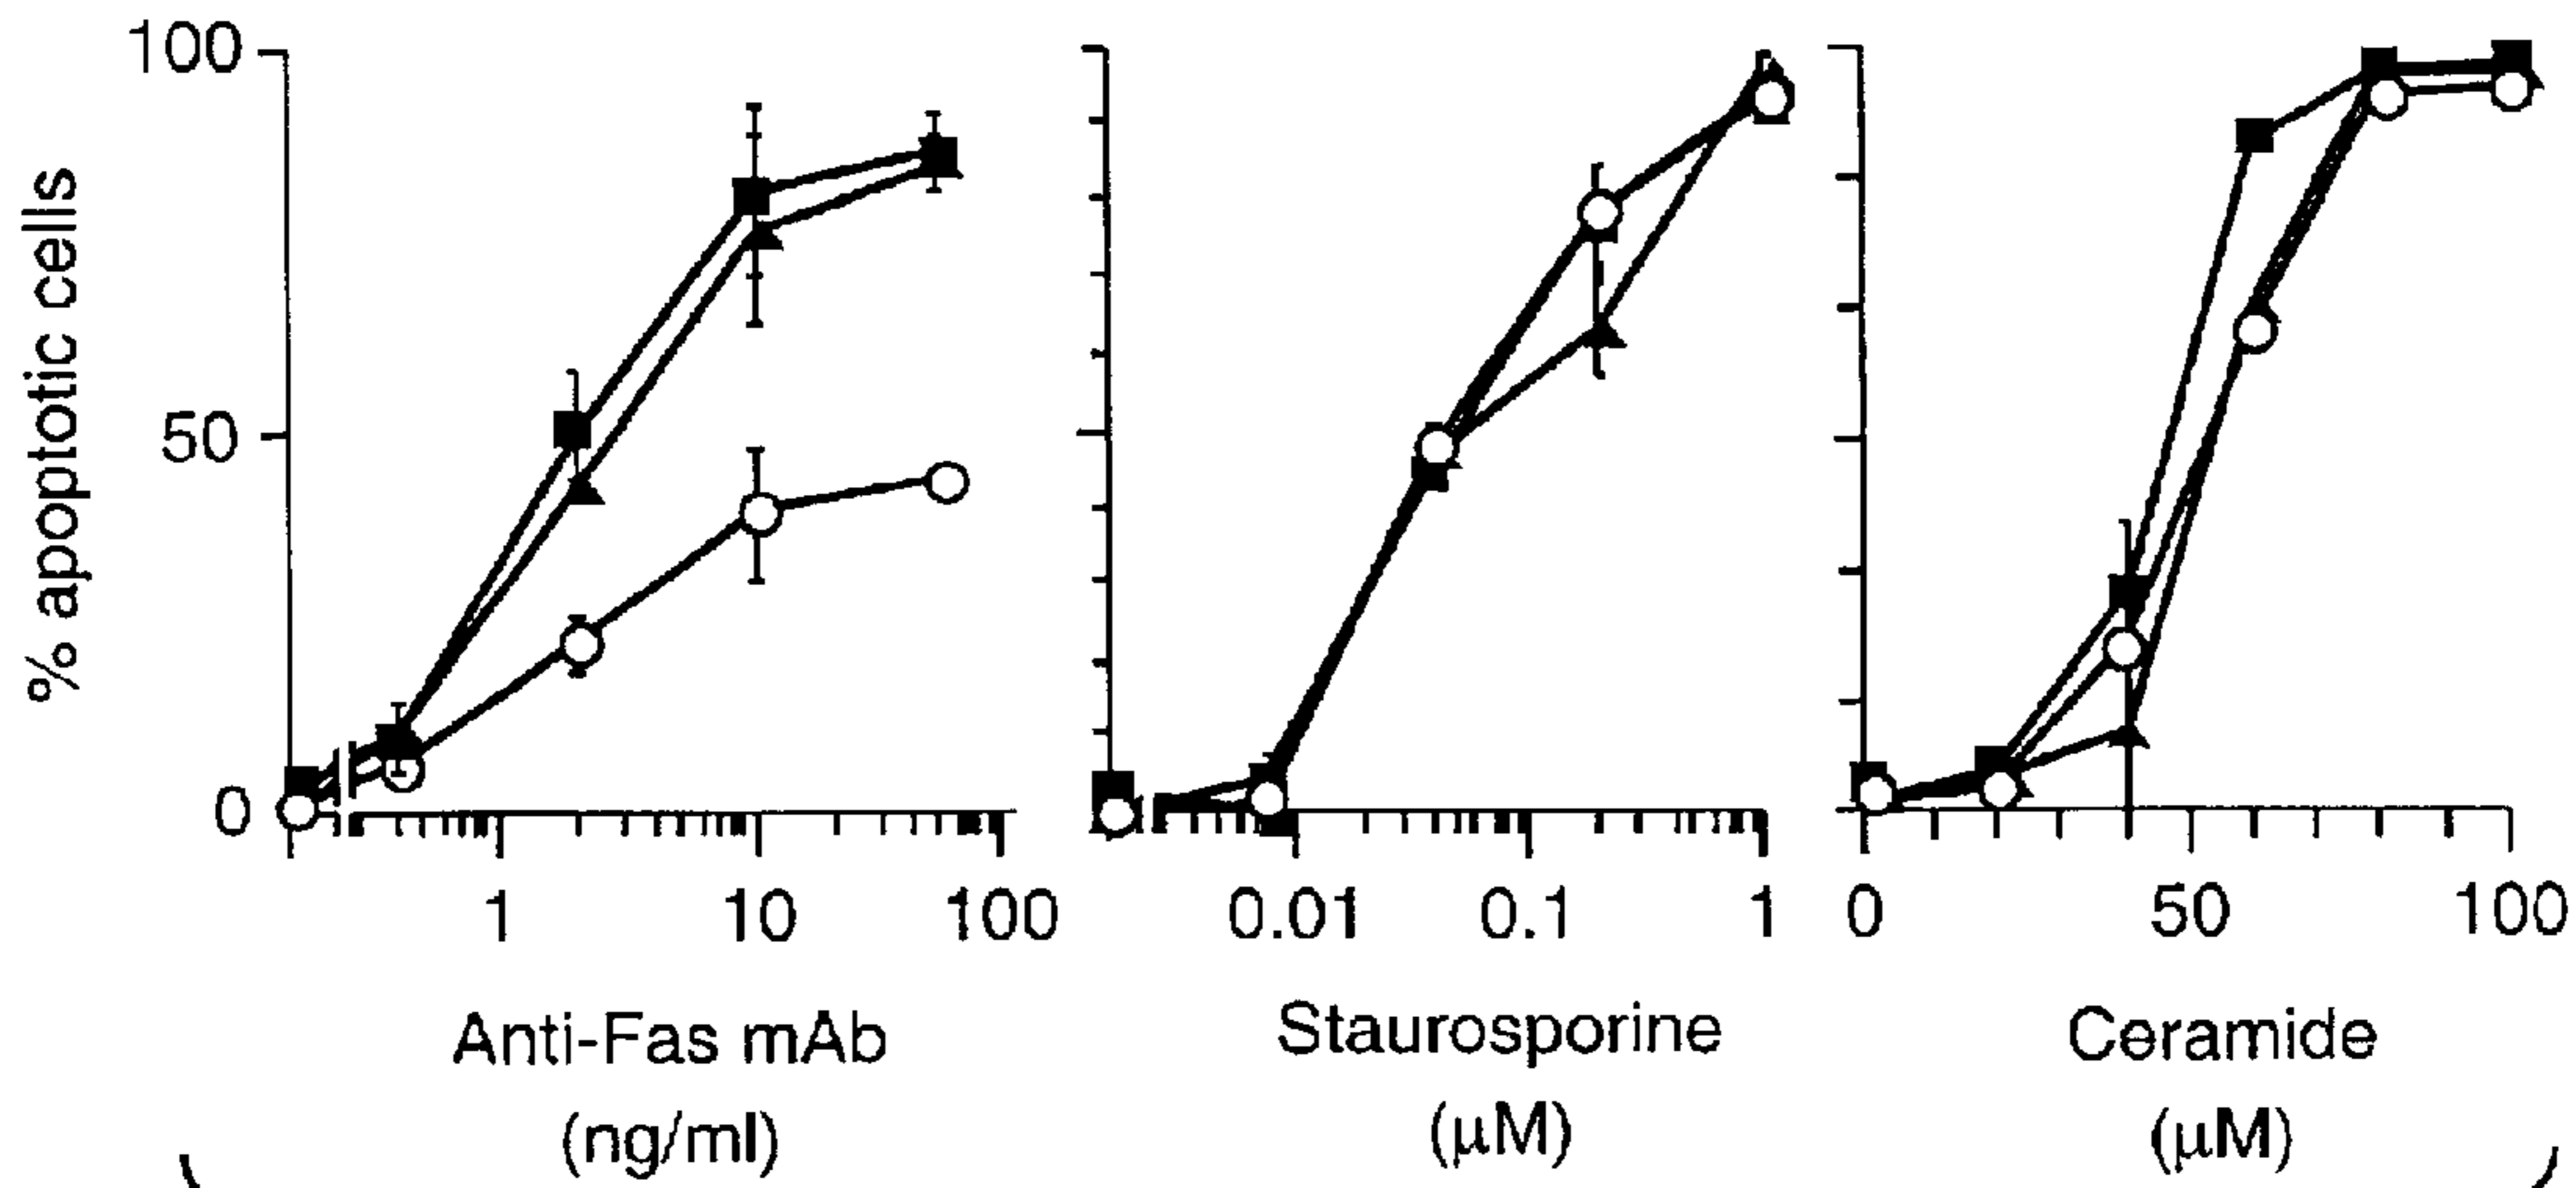 100
50
0
% apoptotic cells
1 10 100
0.01 0.1 1
0 50 100
Anti-Fas mAb
(ng/ml)
Staurosporine
(μM)
Ceramide
(μM)